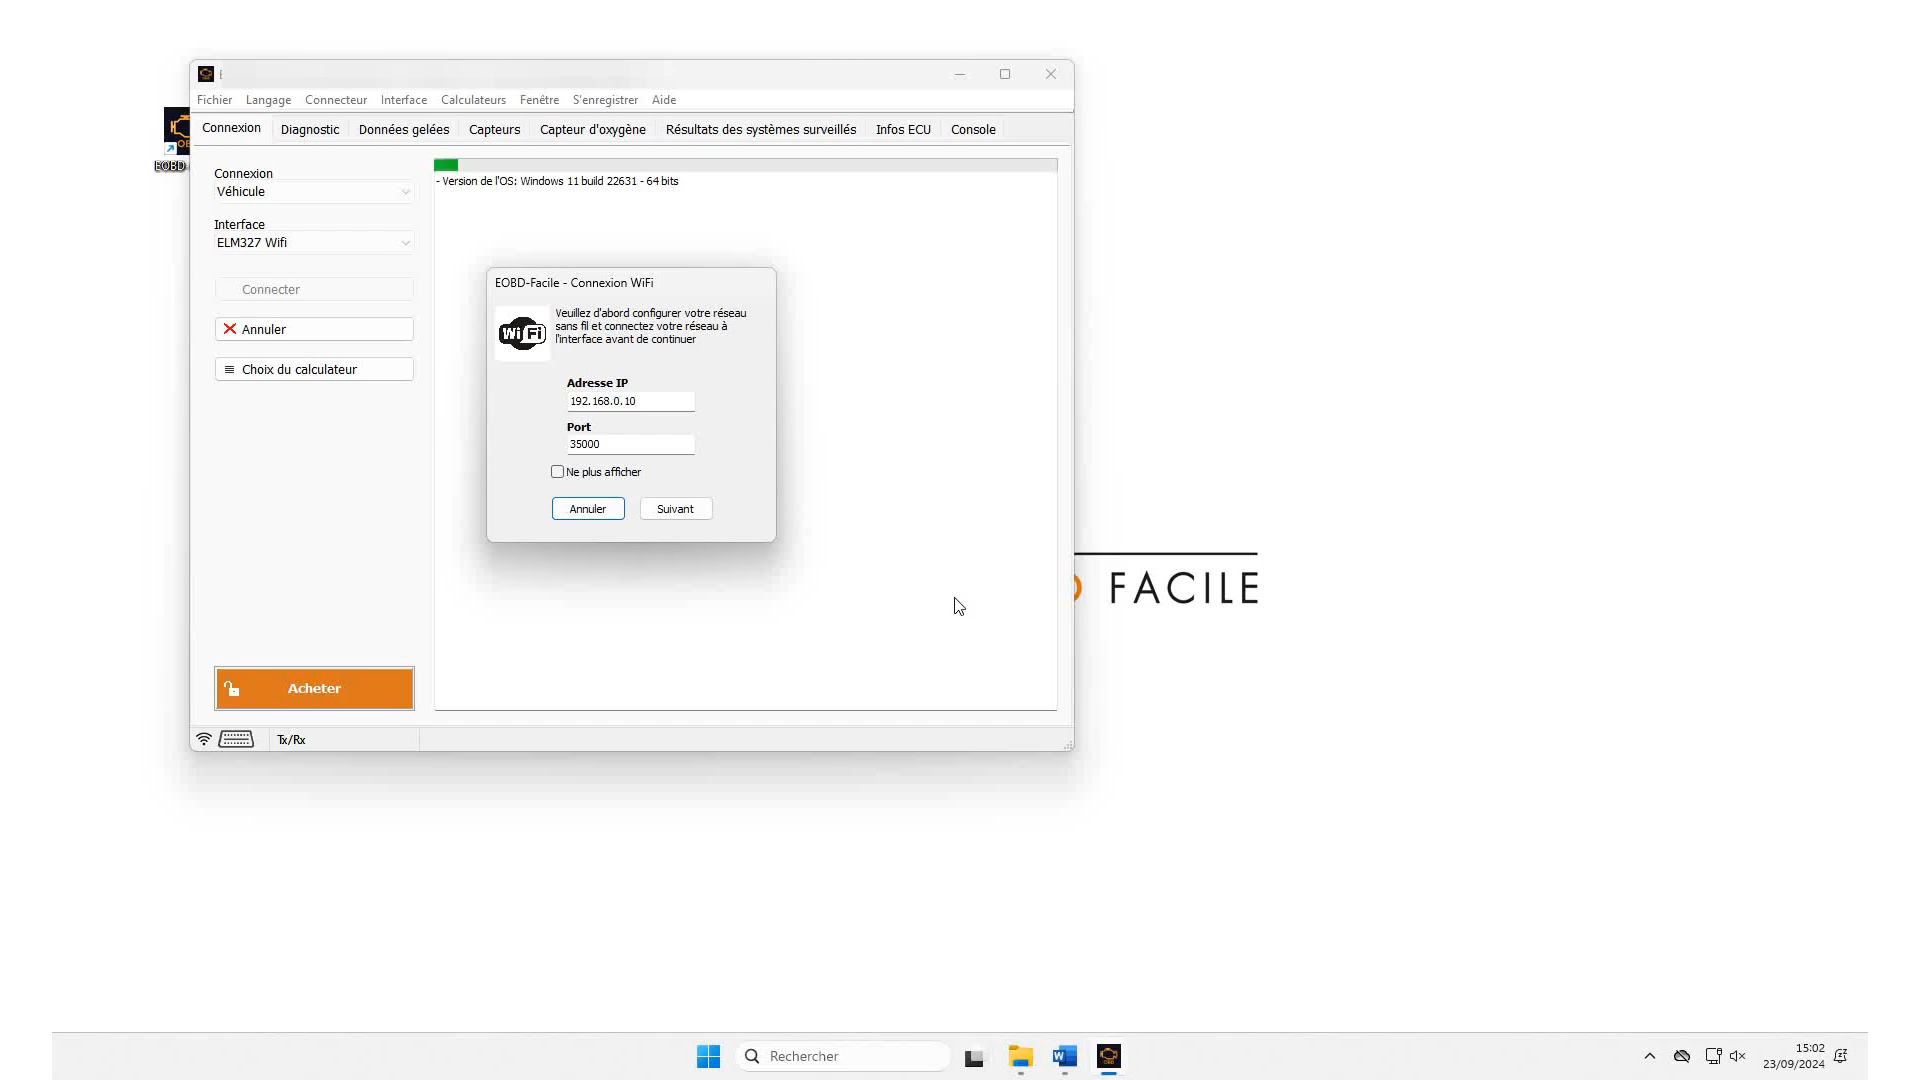 Fichier Langage Connecteur Interface Calculateurs Fenêtre S'enregistrer Aide
Connexion Diagnostic Données gelées Capteurs Capteur d'oxygène Résultats des systèmes surveillés Infos ECU Console
EOBD-
Connexion
Véhicule
Interface
ELM327 Wifi
Connecter
Annuler
Choix du calculateur
Acheter
Tx/Rx
- Version de l'OS: Windows 11 build 22631 - 64 bits
EOBD-Facile - Connexion WiFi
WiFi
Veuillez d'abord configurer votre réseau
sans fil et connectez votre réseau à
l'interface avant de continuer
Adresse IP
192.168.0.10
Port
35000
Ne plus afficher
Annuler Suivant
FACILE
Rechercher
15:02
23/09/2024